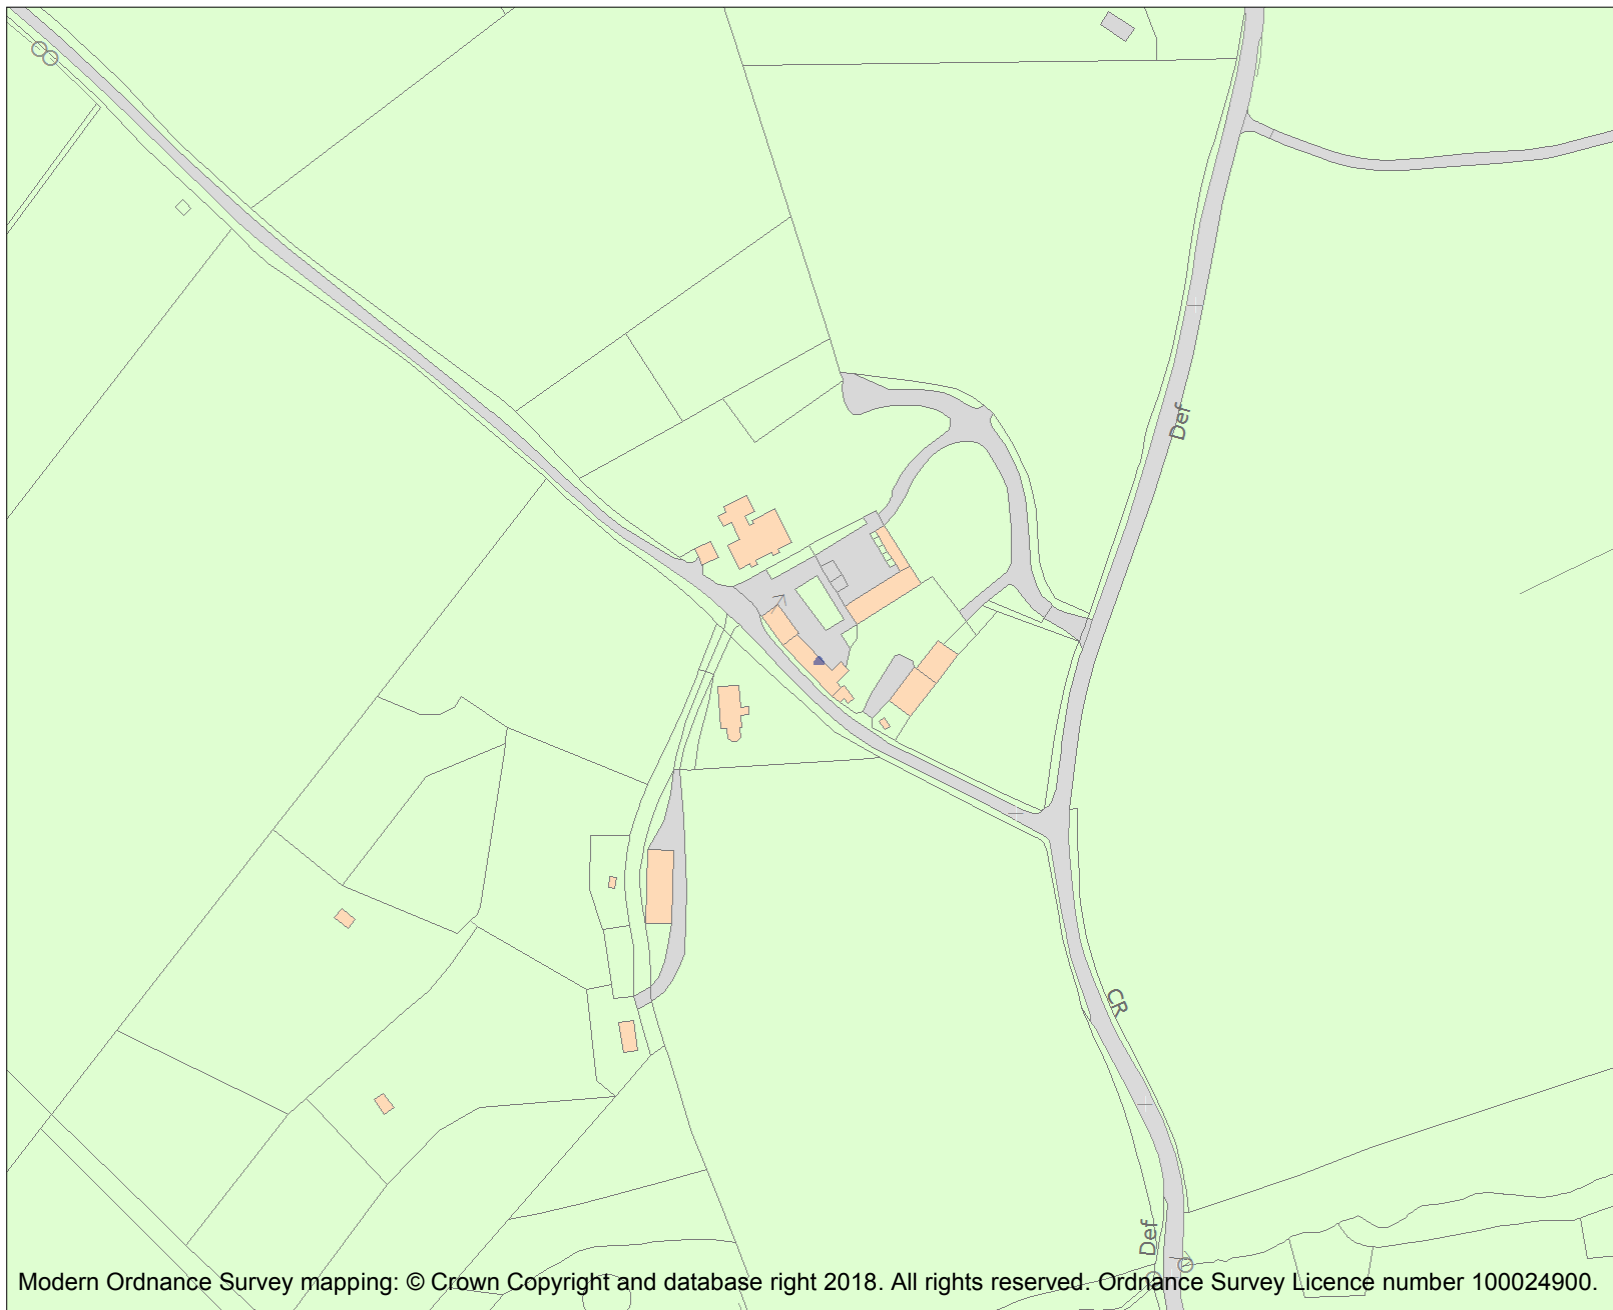 Def
CR
Def
Modern Ordnance Survey mapping: © Crown Copyright and database right 2018. All rights reserved. Ordnance Survey Licence number 100024900.